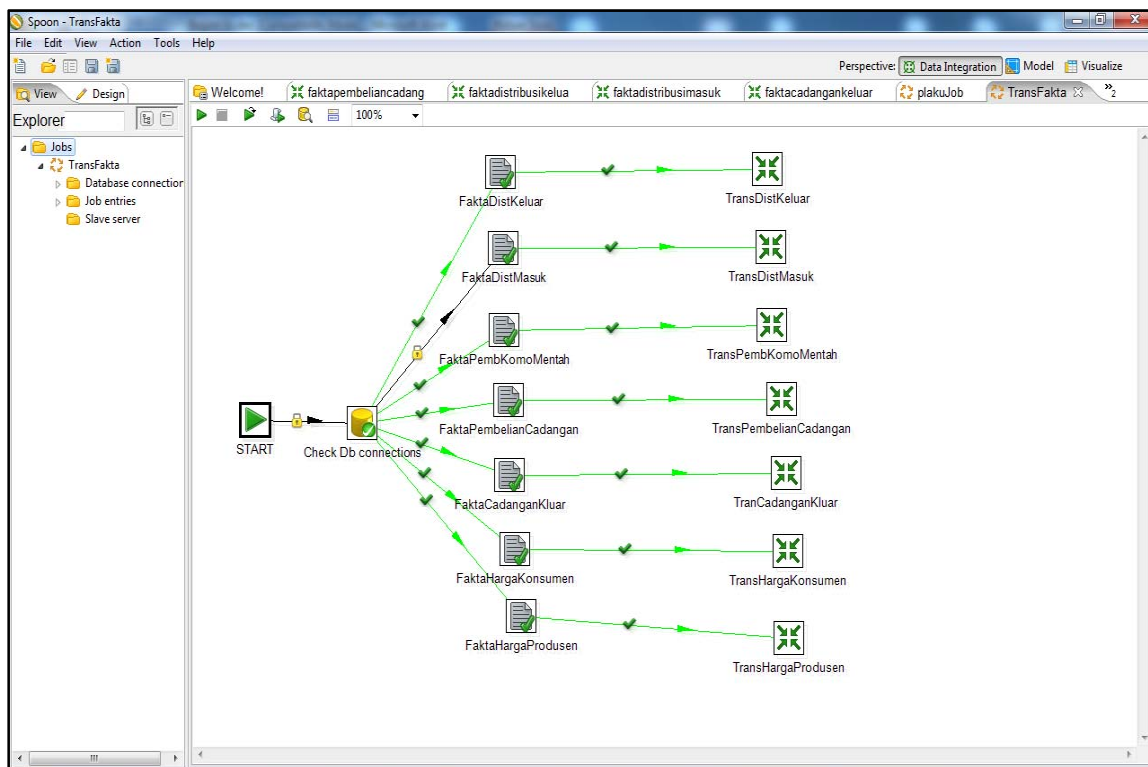 Spoon - TransFakta
File Edit View Action Tools Help
Perspective: Data Integration Model Visualize
View Design
Welcome! faktapembeliancadang faktadistribusikelua faktadistribusimasuk faktacadangankeluar plakuJob TransFakta 2
Explorer
100%
Jobs
TransFakta
Database connection
Job entries
Slave server
FaktaDistKeluar
TransDistKeluar
FaktaDistMasuk
TransDistMasuk
FaktaPembKomoMentah
TransPembKomoMentah
FaktaPembelianCadangan
TransPembelianCadangan
START
Check Db connections
FaktaCadanganKluar
TranCadanganKluar
FaktaHargaKonsumen
TransHargaKonsumen
FaktaHargaProdusen
TransHargaProdusen